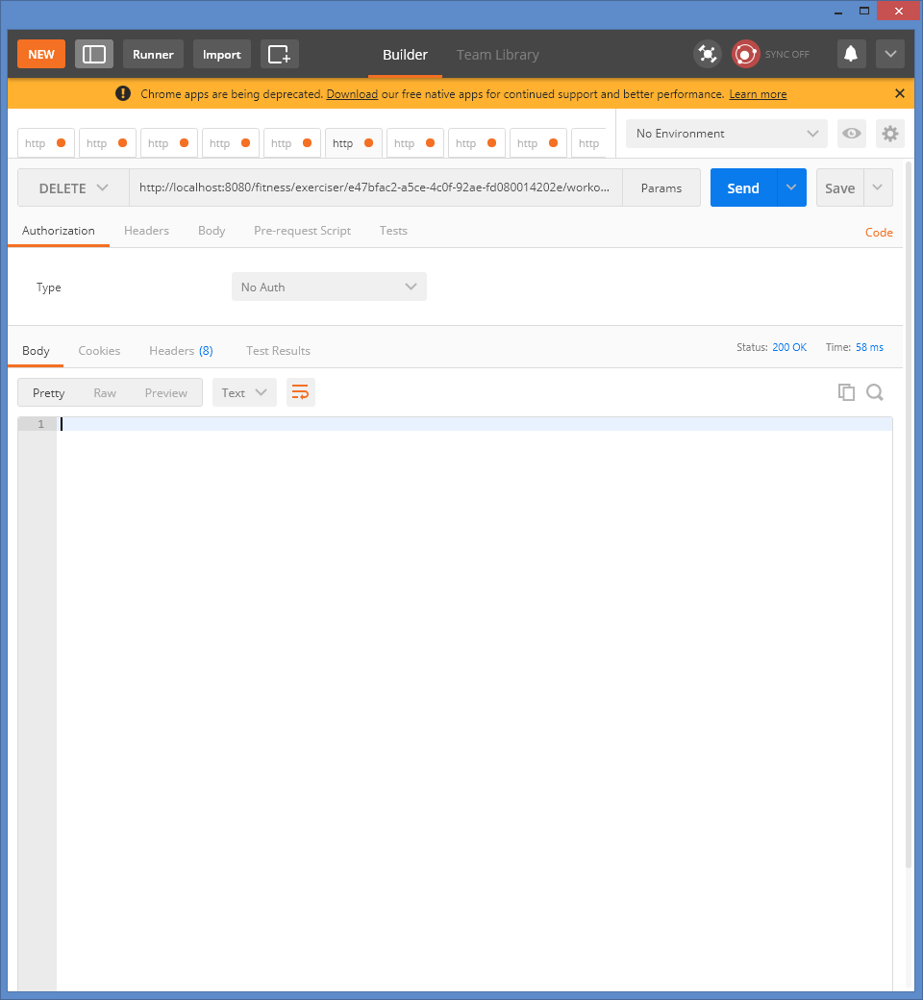 NEW Runner Import Builder Team Library SYNC OFF
Chrome apps are being deprecated. Download our free native apps for continued support and better performance. Learn more
http http http http http http http http http http No Environment
DELETE http://localhost:8080/fitness/exerciser/e47bfac2-a5ce-4c0f-92ae-fd080014202e/worko... Params Send Save
Authorization Headers Body Pre-request Script Tests Code
Type No Auth
Body Cookies Headers (8) Test Results Status: 200 OK Time: 58 ms
Pretty Raw Preview Text
1